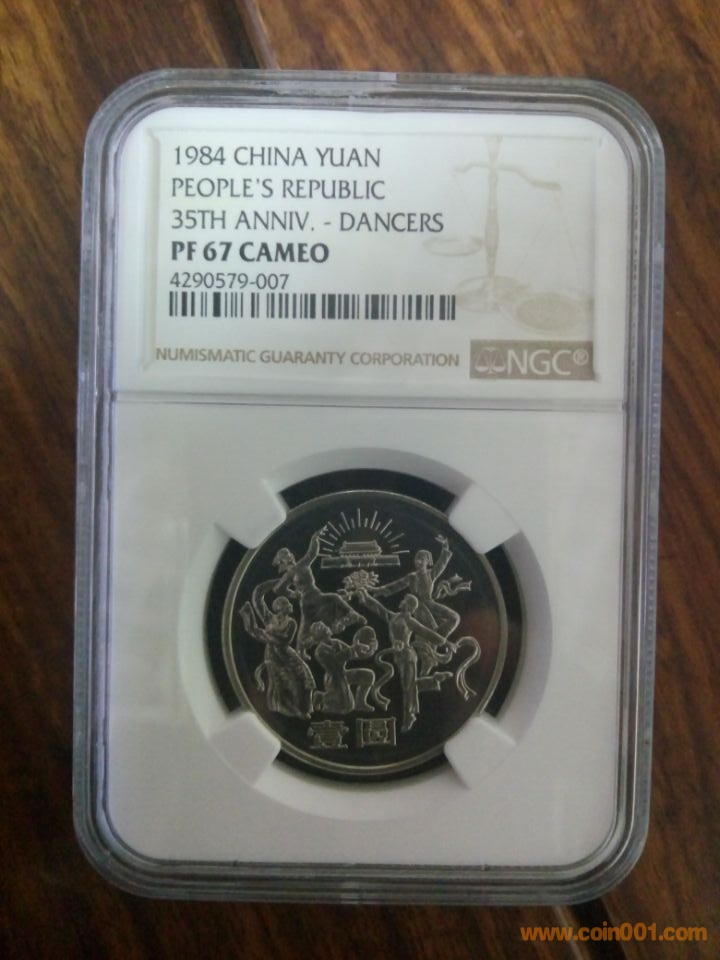 1984 CHINA YUAN
PEOPLE'S REPUBLIC
35TH ANNIV. - DANCERS
PF 67 CAMEO
4290579-007
NUMISMATIC GUARANTY CORPORATION
NGC®
壹圓
www.coin001.com